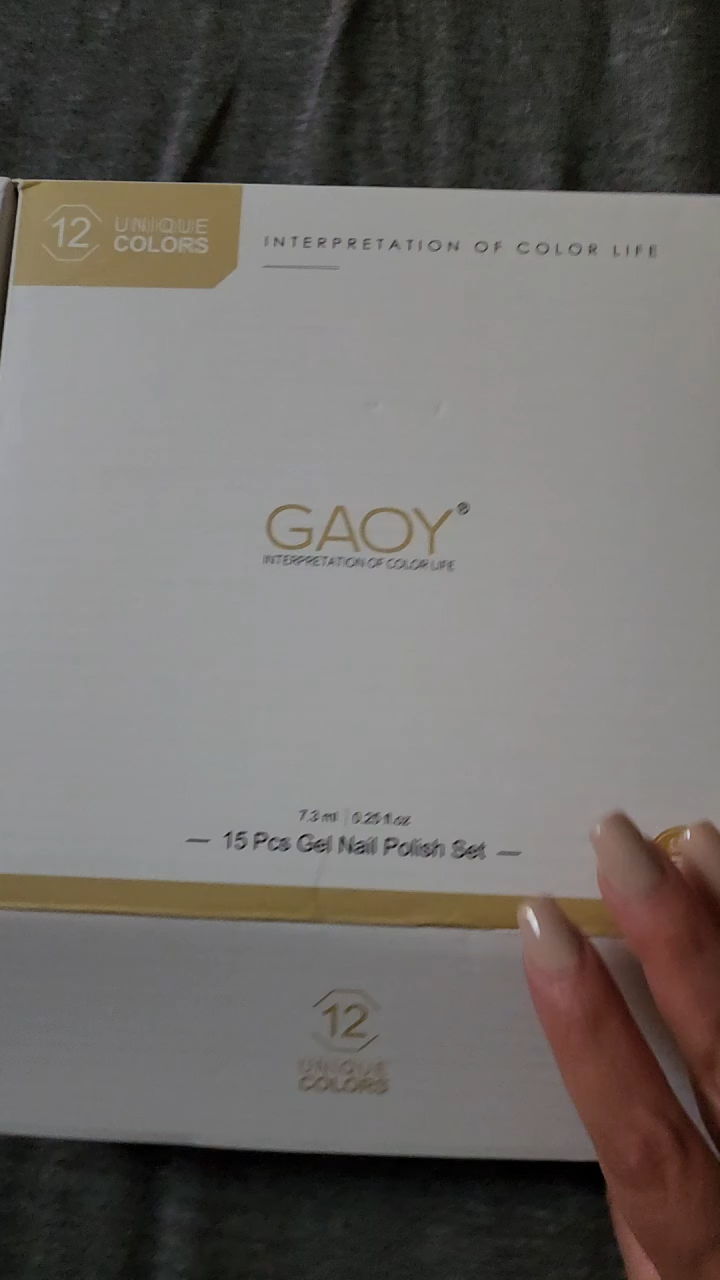 12 UNIQUE
COLORS
INTERPRETATION OF COLOR LIFE
GAOY®
INTERPRETATION OF COLOR LIFE
7.3 ml | 0.25 fl.oz
— 15 Pcs Gel Nail Polish Set —
12
UNIQUE
COLORS